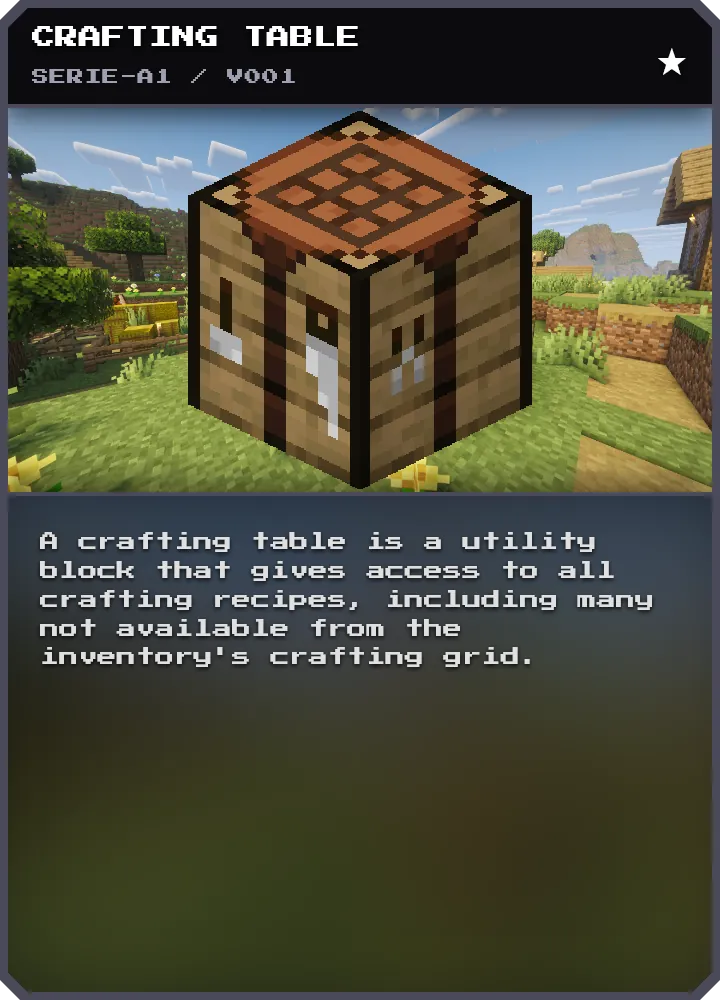 CRAFTING TABLE
SERIE-A1 / V001
A crafting table is a utility
block that gives access to all
crafting recipes, including many
not available from the
inventory's crafting grid.